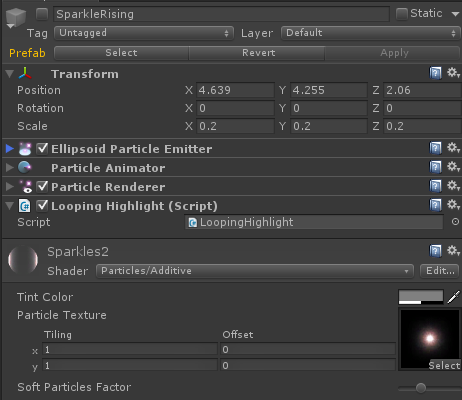 SparkleRising Static
Tag Untagged Layer Default
Prefab Select Revert Apply
Transform
Position X 4.639 Y 4.255 Z 2.06
Rotation X 0 Y 0 Z 0
Scale X 0.2 Y 0.2 Z 0.2
Ellipsoid Particle Emitter
Particle Animator
Particle Renderer
Looping Highlight (Script)
Script LoopingHighlight
Sparkles2
Shader Particles/Additive Edit...
Tint Color
Particle Texture
Tiling Offset
x 1 0
y 1 0
Select
Soft Particles Factor